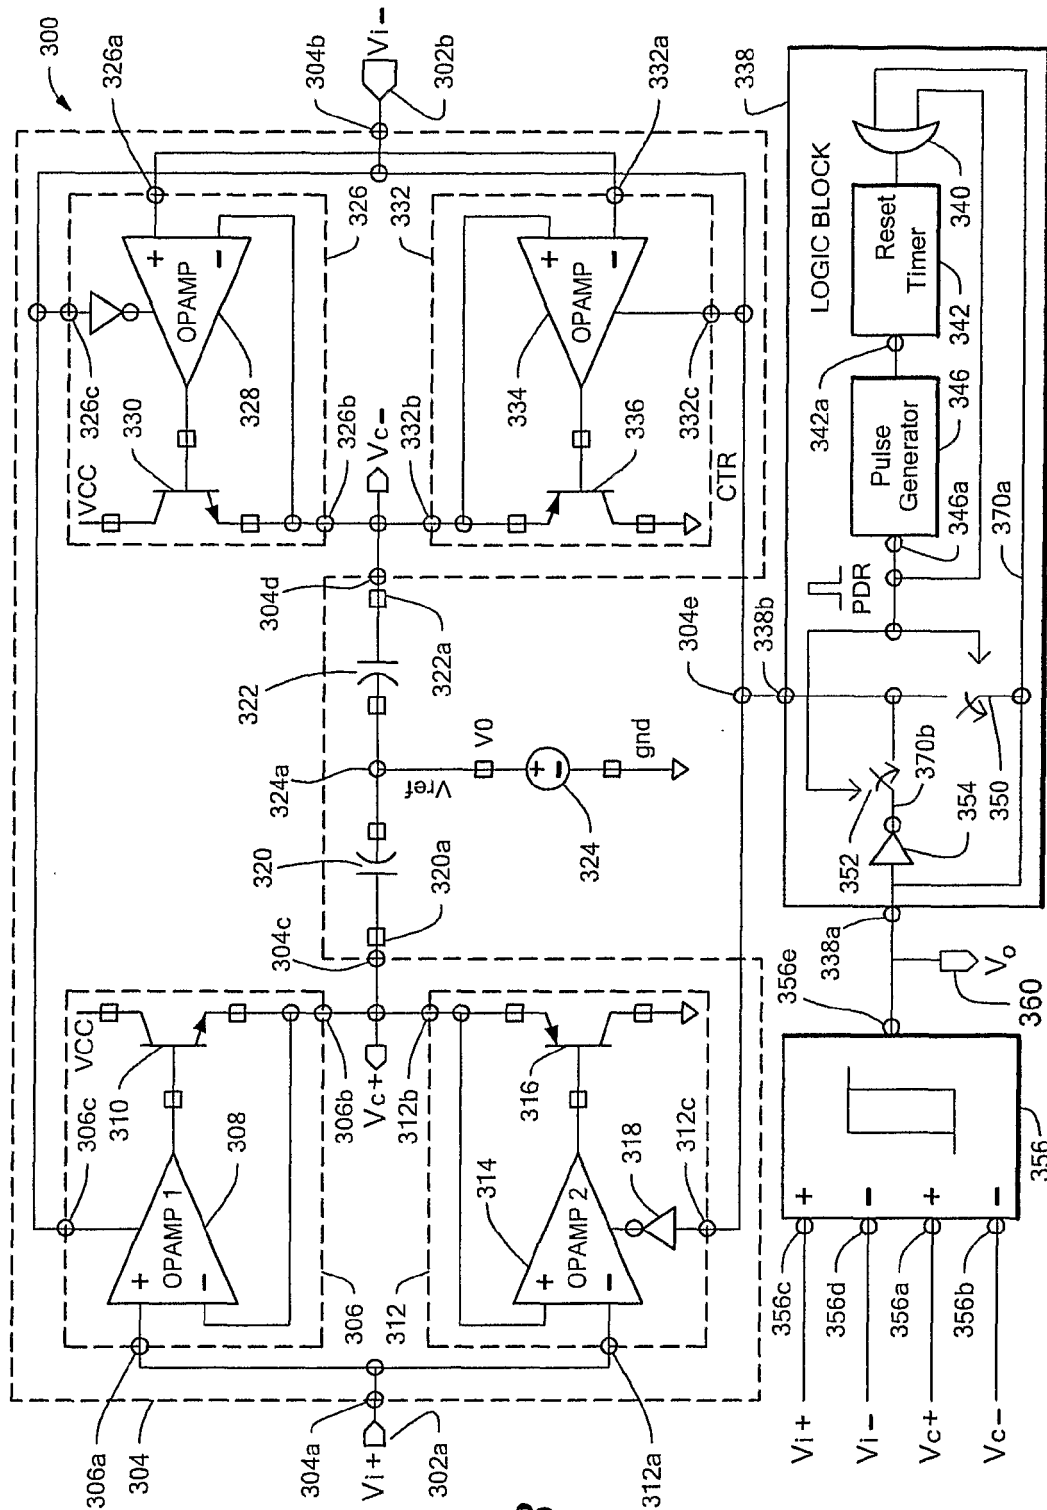 300
326a
304b
Vi-
302b
332a
338
326c
330
VCC
+
-
OPAMP
328
326
332
326b
Vc-
332b
+
-
OPAMP
334
336
332c
CTR
304d
322
322a
324a
Vref
V0
+
-
324
gnd
304e
338b
320
320a
304c
LOGIC BLOCK
340
Reset
Timer
342
342a
Pulse
Generator
346
346a
370a
PDR
352
370b
354
350
338a
VCC
306c
310
308
OPAMP 1
+
-
306
306b
Vc+
312b
312
306a
304
304a
Vi+
302a
312a
314
OPAMP 2
+
-
316
318
312c
356e
Vo
360
356
356c
+
356d
-
356a
+
356b
-
Vi+
Vi-
Vc+
Vc-